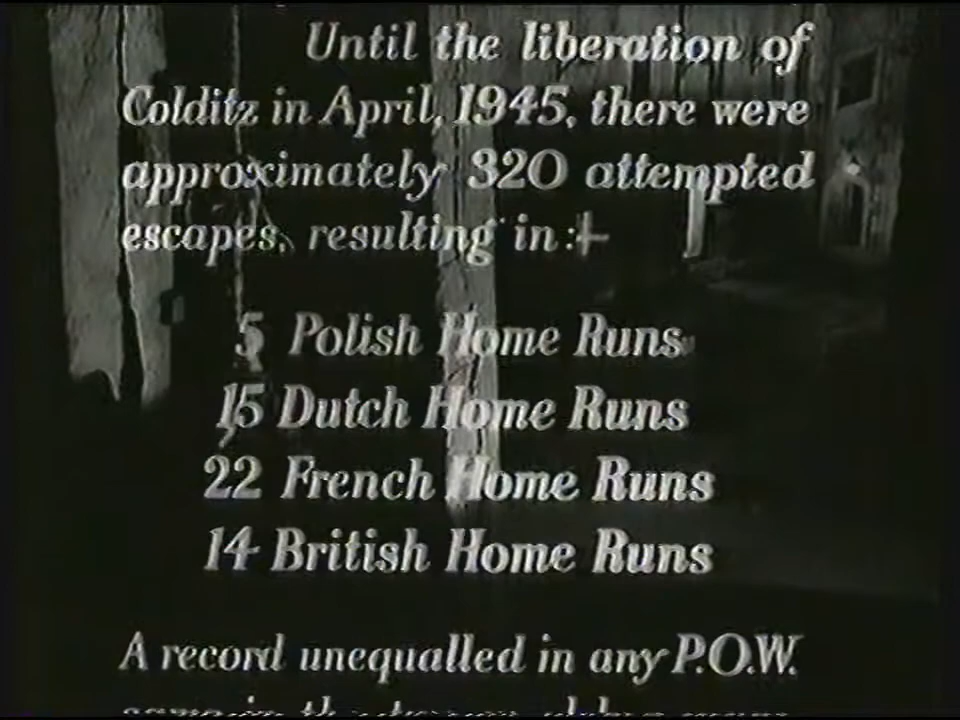 Until the liberation of
Colditz in April, 1945, there were
approximately 320 attempted
escapes, resulting in :-
5 Polish Home Runs
15 Dutch Home Runs
22 French Home Runs
14 British Home Runs
A record unequalled in any P.O.W.